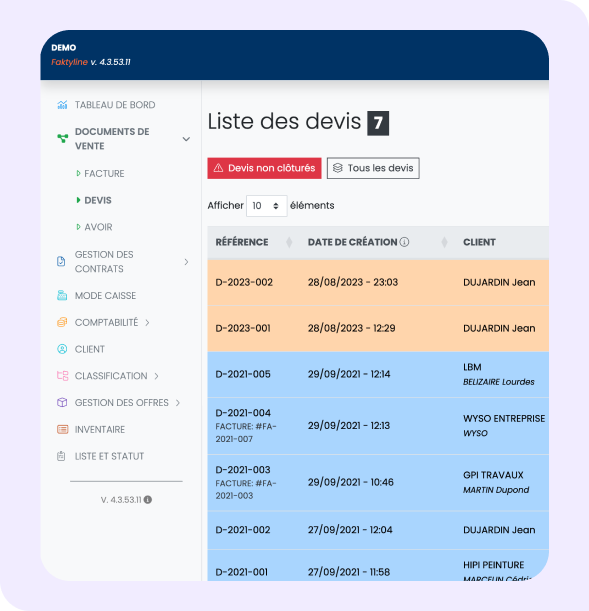 DEMO
Faktyline v. 4.3.53.11
TABLEAU DE BORD
DOCUMENTS DE
VENTE
FACTURE
DEVIS
AVOIR
GESTION DES
CONTRATS
MODE CAISSE
COMPTABILITÉ
CLIENT
CLASSIFICATION
GESTION DES OFFRES
INVENTAIRE
LISTE ET STATUT
V. 4.3.53.11
Liste des devis 7
Devis non clôturés Tous les devis
Afficher 10 éléments
RÉFÉRENCE DATE DE CRÉATION CLIENT
D-2023-002 28/08/2023 - 23:03 DUJARDIN Jean
D-2023-001 28/08/2023 - 12:29 DUJARDIN Jean
D-2021-005 29/09/2021 - 12:14 LBM
BELIZAIRE Lourdes
D-2021-004
FACTURE: #FA-
2021-007
29/09/2021 - 12:13
WYSO ENTREPRISE
WYSO
D-2021-003
FACTURE: #FA-
2021-003
29/09/2021 - 10:46
GPI TRAVAUX
MARTIN Dupond
D-2021-002 27/09/2021 - 12:04 DUJARDIN Jean
D-2021-001 27/09/2021 - 11:58 HIPI PEINTURE
MARCELIN